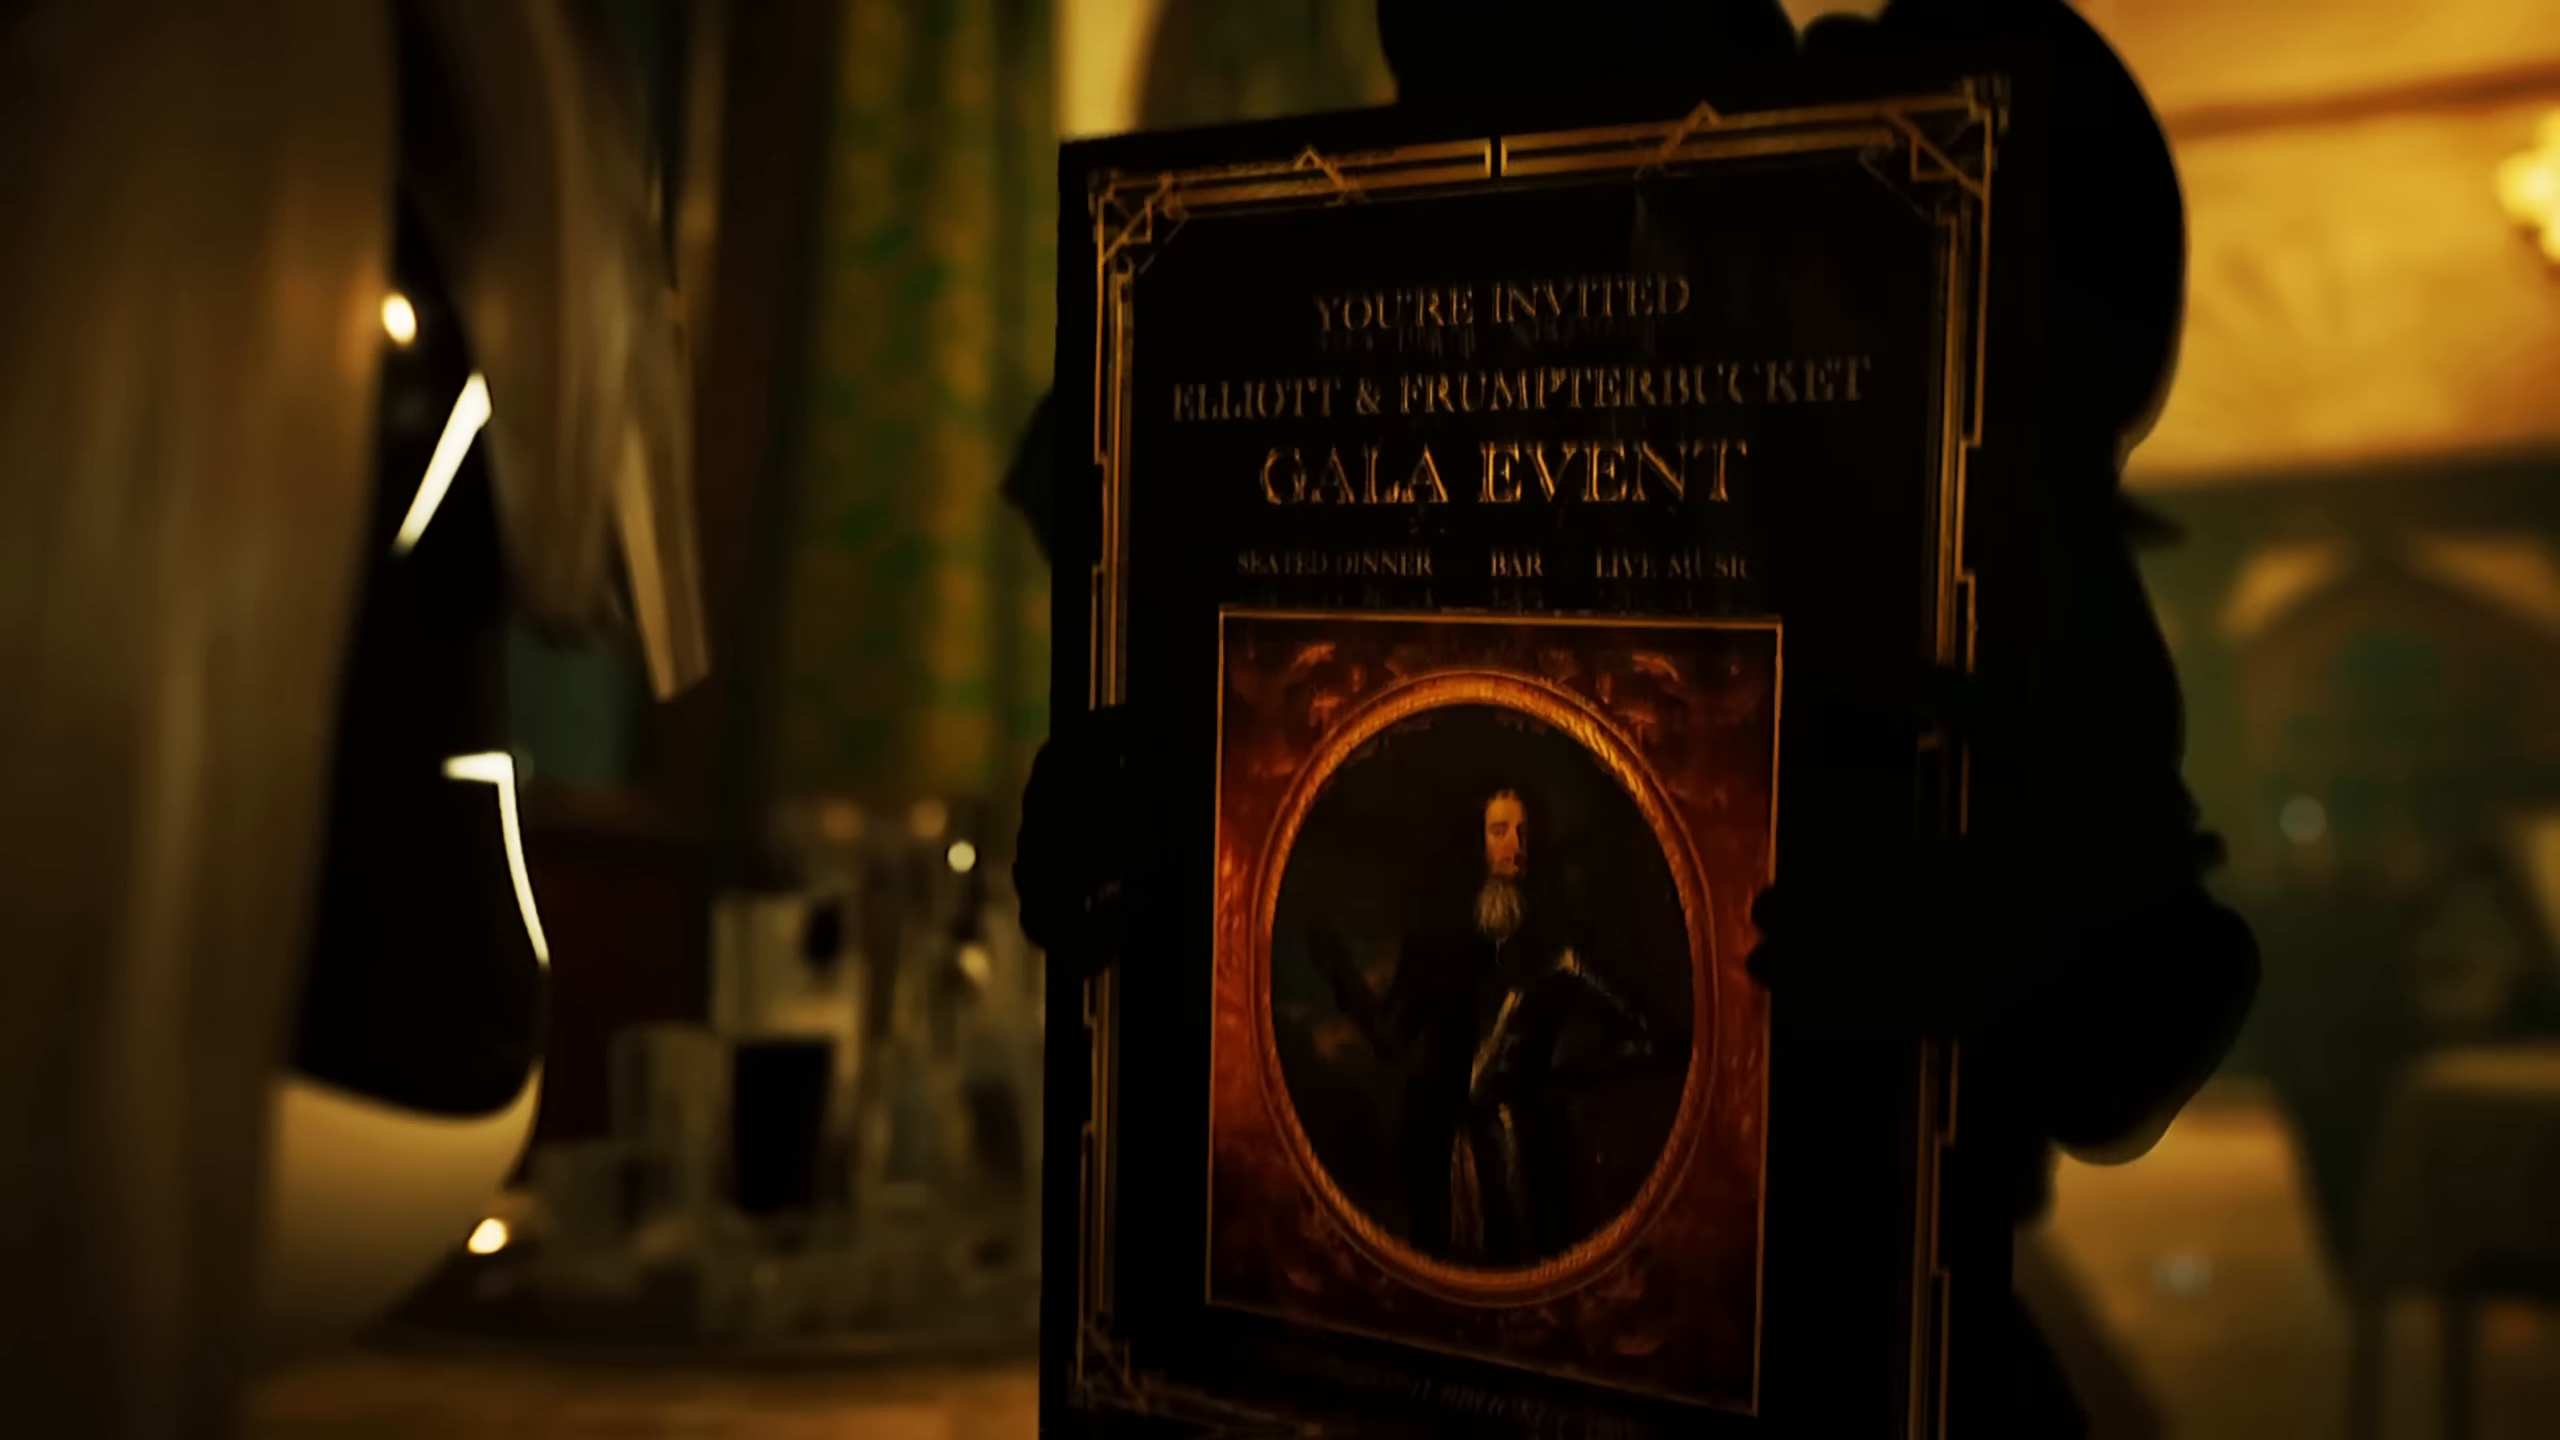 YOU'RE INVITED
ELLIOTT & FRUMPTERBUCKET
GALA EVENT
SEATED DINNER BAR LIVE MUSIC